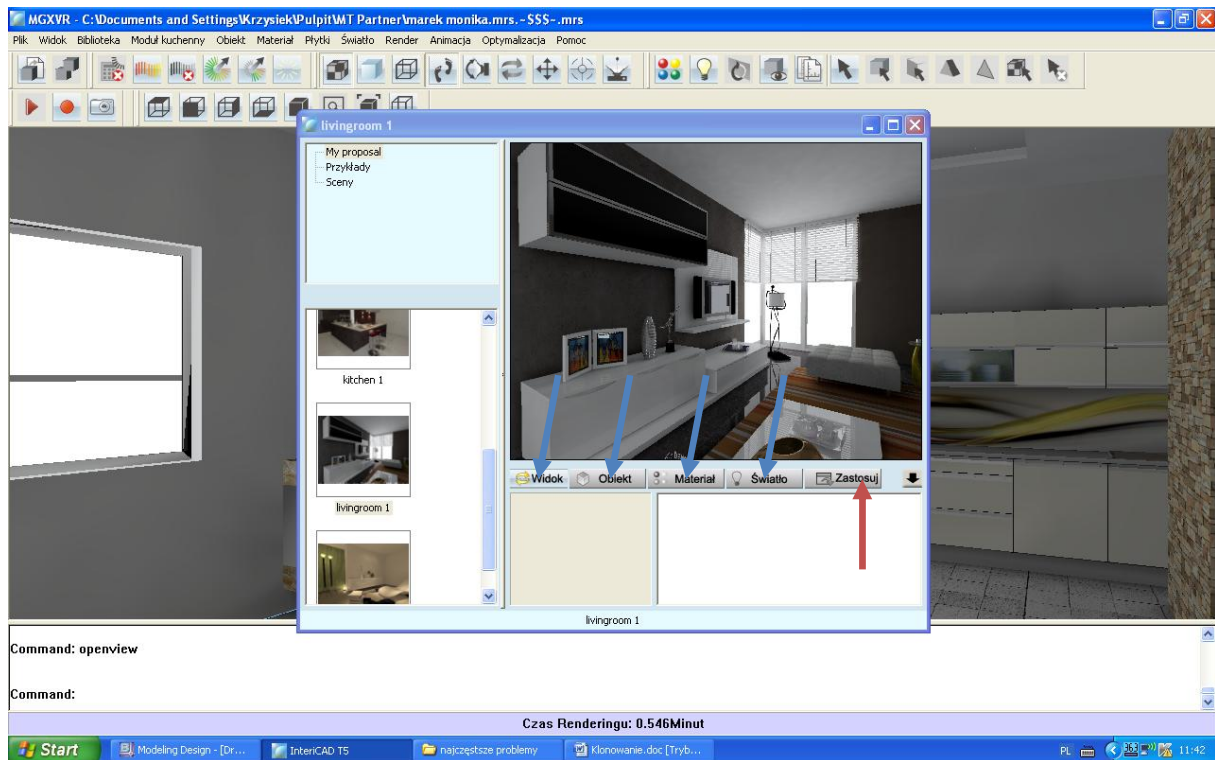 MGXVR - C:\Documents and Settings\Krzysiek\Pulpit\MT Partner\marek monika.mrs.~$$$~.mrs
Plik Widok Biblioteka Moduł kuchenny Obiekt Materiał Płytki Światło Render Animacja Optymalizacja Pomoc
livingroom 1
My proposal
Przykłady
Sceny
kitchen 1
livingroom 1
Widok Obiekt Materiał Światło Zastosuj
livingroom 1
Command: openview
Command:
Czas Renderingu: 0.546Minut
Start Modeling Design - [Dr... InteriCAD T5 najczęstsze problemy Klonowanie.doc [Tryb... PL 11:42